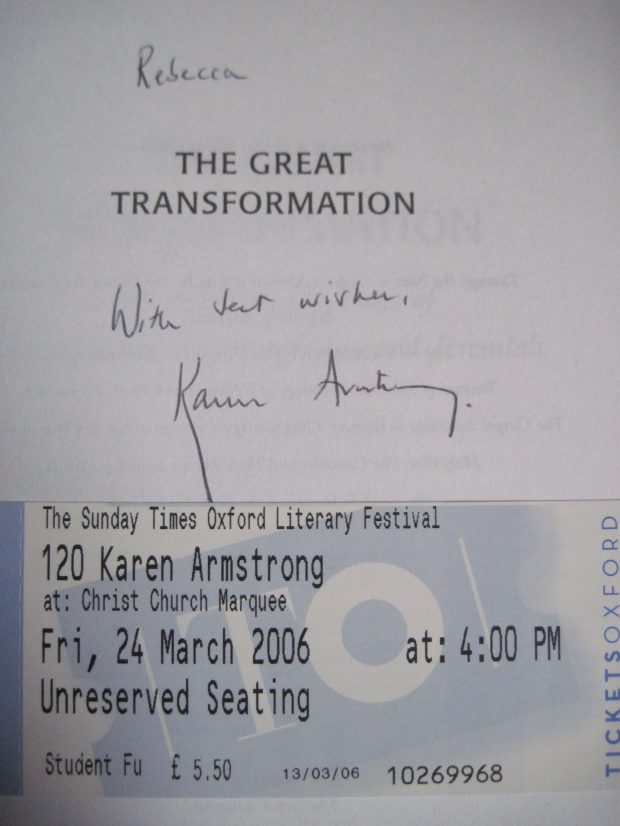 Rebecca
THE GREAT
TRANSFORMATION
With best wishes,
Karen Armstrong.
The Sunday Times Oxford Literary Festival
120 Karen Armstrong
at: Christ Church Marquee
Fri, 24 March 2006 at: 4:00 PM
Unreserved Seating
Student Fu £ 5.50 13/03/06 10269968
TICKETSOXFORD
TO